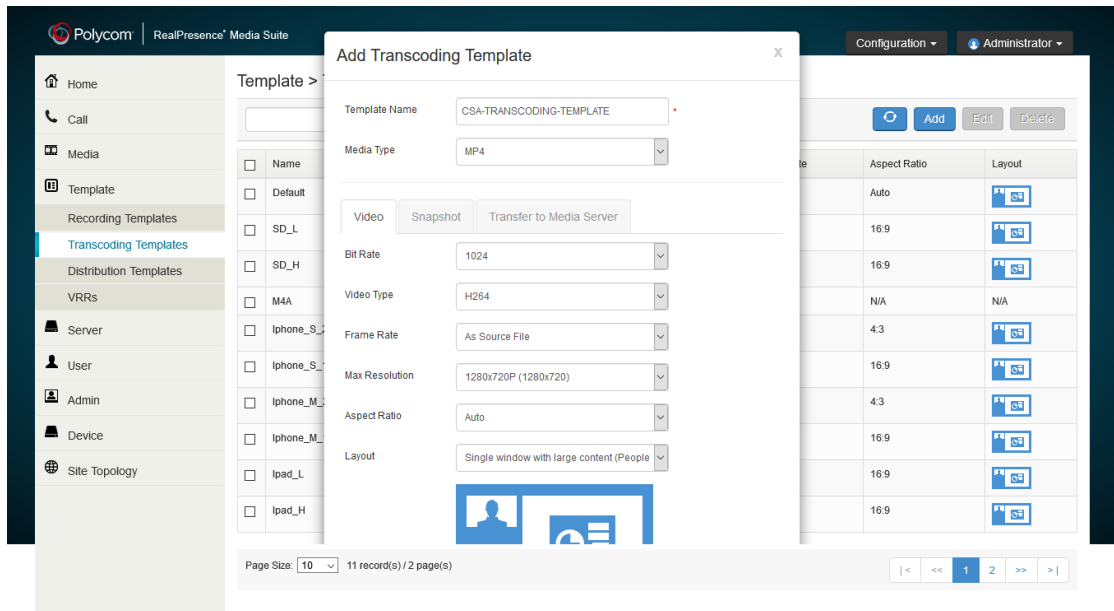 Polycom
RealPresence® Media Suite
Configuration
Administrator
Home
Call
Media
Template
Recording Templates
Transcoding Templates
Distribution Templates
VRRs
Server
User
Admin
Device
Site Topology
Template >
Add
Edit
Delete
Name
Aspect Ratio
Layout
Default
Auto
SD_L
16:9
SD_H
16:9
M4A
N/A
N/A
Iphone_S_2
4:3
Iphone_S_
16:9
Iphone_M_
4:3
Iphone_M_
16:9
Ipad_L
16:9
Ipad_H
16:9
Page Size:
10
11 record(s) / 2 page(s)
|<
<<
1
2
>>
>|
Add Transcoding Template
X
Template Name
CSA-TRANSCODING-TEMPLATE
*
Media Type
MP4
Video
Snapshot
Transfer to Media Server
Bit Rate
1024
Video Type
H264
Frame Rate
As Source File
Max Resolution
1280x720P (1280x720)
Aspect Ratio
Auto
Layout
Single window with large content (People